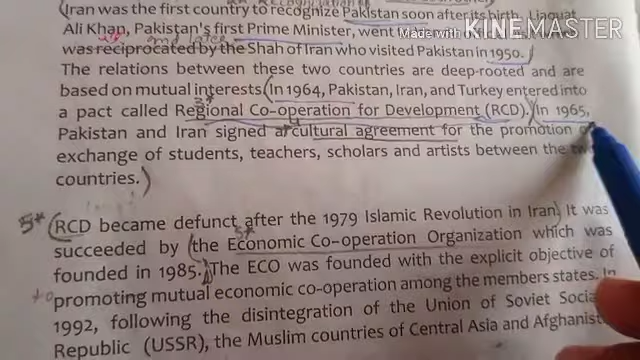 Made with KINEMASTER
(Iran was the first country to recognize Pakistan soon after its birth. Liaquat
Ali Khan, Pakistan's first Prime Minister, went
was reciprocated by the Shah of Iran who visited Pakistan in 1950.)
The relations between these two countries are deep-rooted and are
based on mutual interests (In 1964, Pakistan, Iran, and Turkey entered into
a pact called Regional Co-operation for Development (RCD).) (In 1965,
Pakistan and Iran signed a cultural agreement for the promotion
exchange of students, teachers, scholars and artists between the
countries.)
5* (RCD became defunct after the 1979 Islamic Revolution in Iran) It was
succeeded by (the Economic Co-operation Organization which was
founded in 1985.) (The ECO was founded with the explicit objective of
promoting mutual economic co-operation among the members states. In
1992, following the disintegration of the Union of Soviet
Republic (USSR), the Muslim countries of Central Asia and